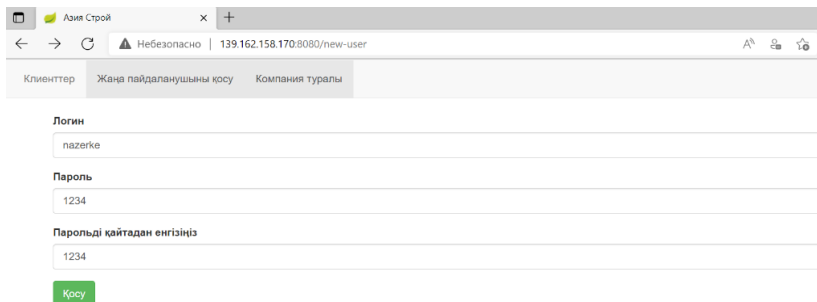 Азия Строй
Небезопасно | 139.162.158.170:8080/new-user
Клиенттер Жаңа пайдаланушыны қосу Компания туралы
Логин
nazerke
Пароль
1234
Парольді қайтадан енгізіңіз
1234
Қосу